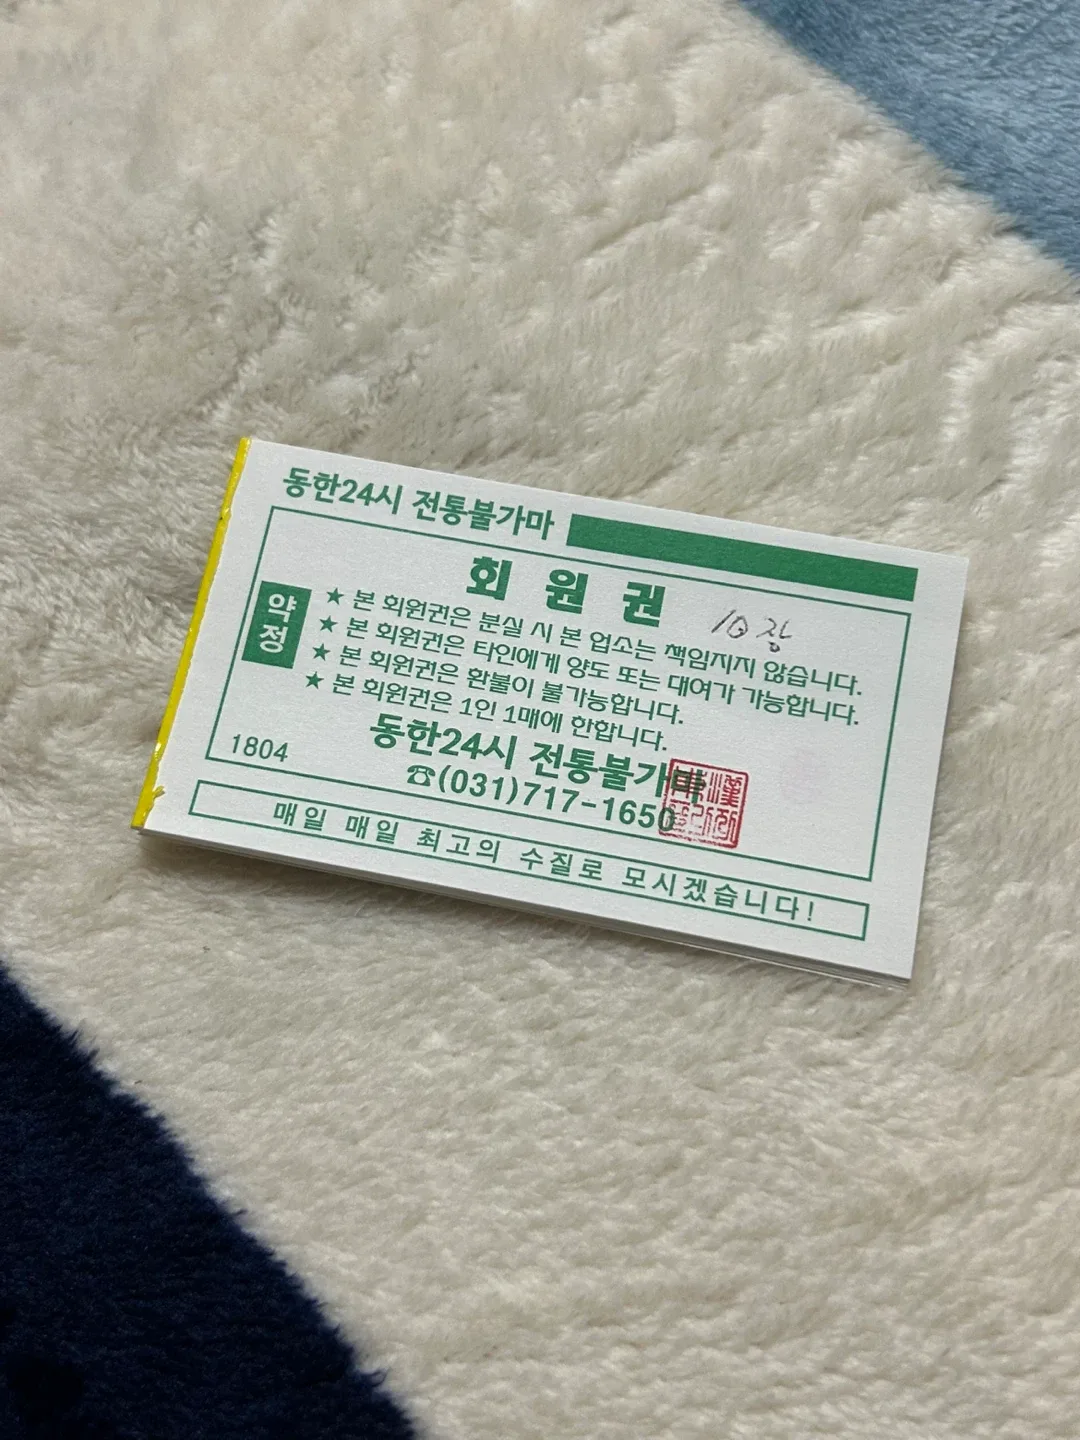 동한24시 전통불가마
회원권
10장
약정
★ 본 회원권은 분실 시 본 업소는 책임지지 않습니다.
★ 본 회원권은 타인에게 양도 또는 대여가 가능합니다.
★ 본 회원권은 환불이 불가능합니다.
★ 본 회원권은 1인 1매에 한합니다.
동한24시 전통불가마
1804
☎(031)717-1650
매일 매일 최고의 수질로 모시겠습니다!